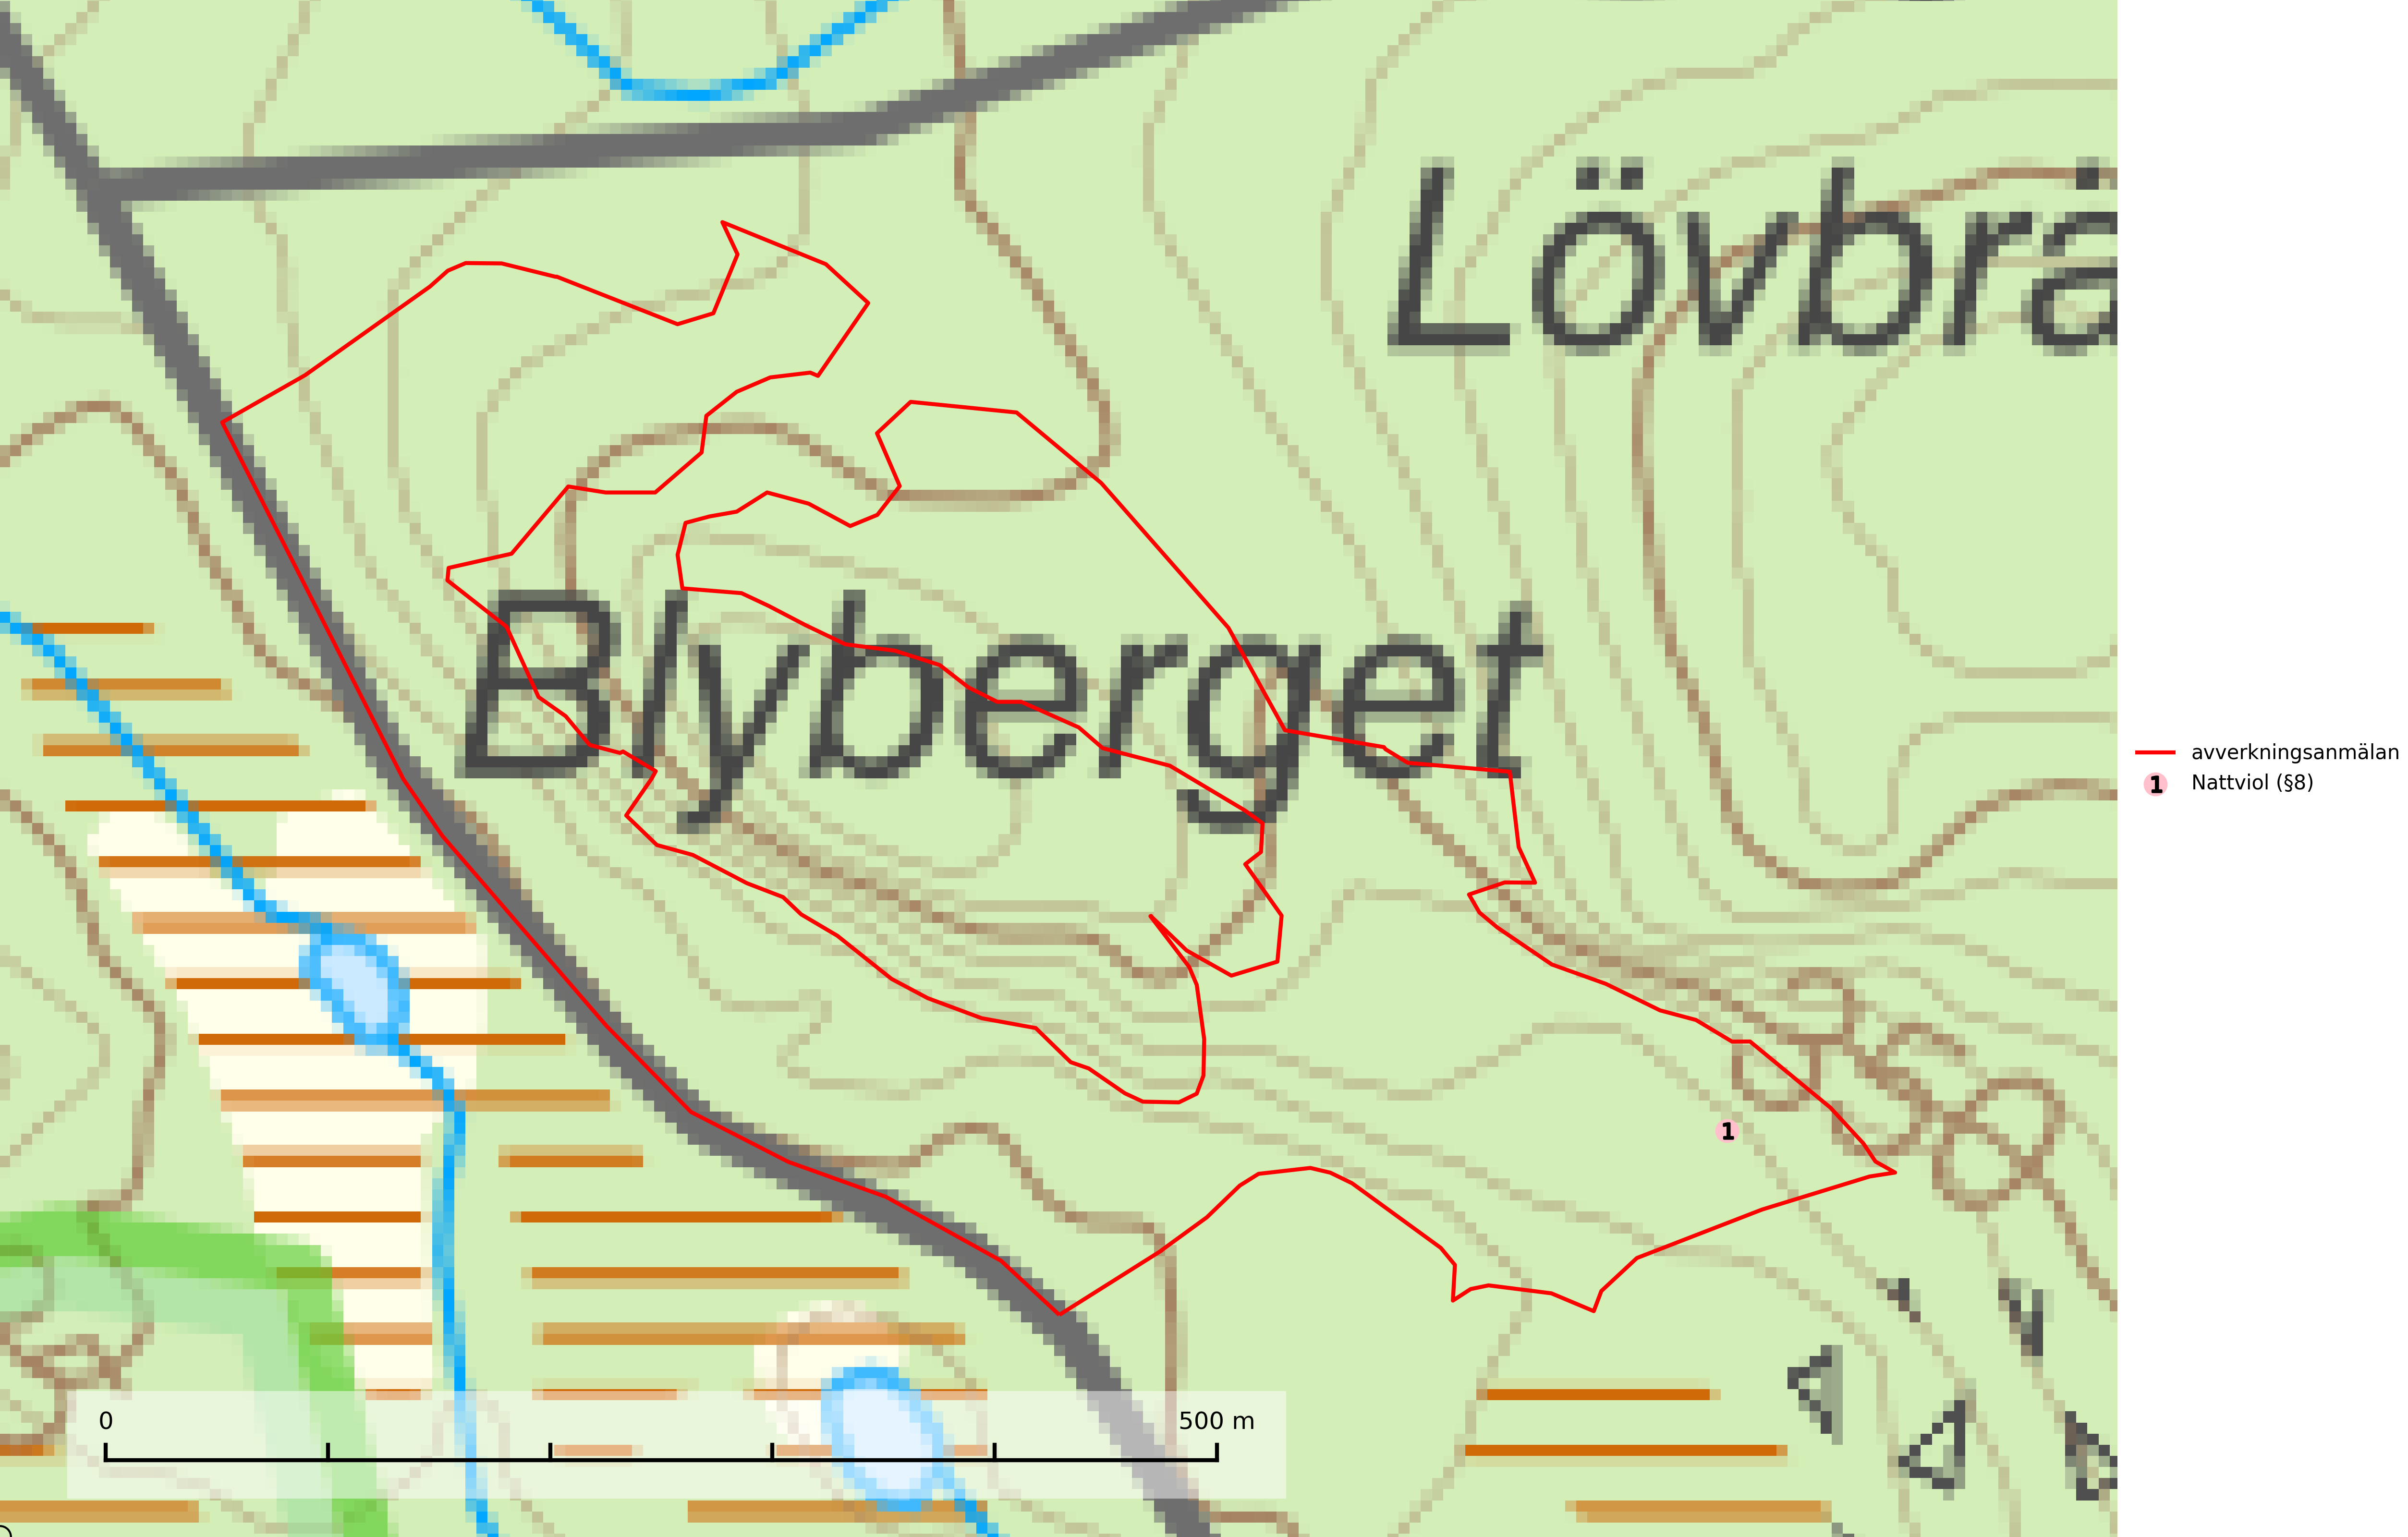 Lövbrä
Blyberget
avverkningsanmälan
1 Nattviol (§8)
1
0 500 m